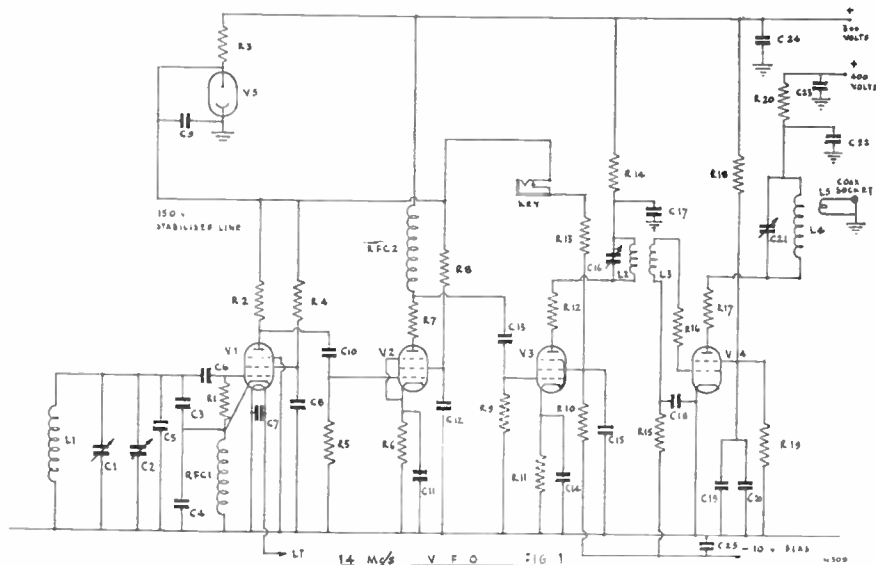 +
300
VOLTS
C24
R3
+
400
VOLTS
C23
R20
V5
C9
C22
R14
R18
KEY
COAX
SOCKET
L5
150 v
STABILISED LINE
C17
RFC2
R13
C21
L4
R8
C16
L2
L3
R2
R4
R12
R16
R17
R7
C13
V1
C10
V2
V3
V4
C6
R1
C3
C7
C8
C12
R9
R10
C18
C5
R5
R15
C15
L1
C1
C2
RFC1
R6
R11
R19
C11
C14
C4
C19
C20
LT
C25
-10 V BIAS
14 Mc/s V F O FIG 1